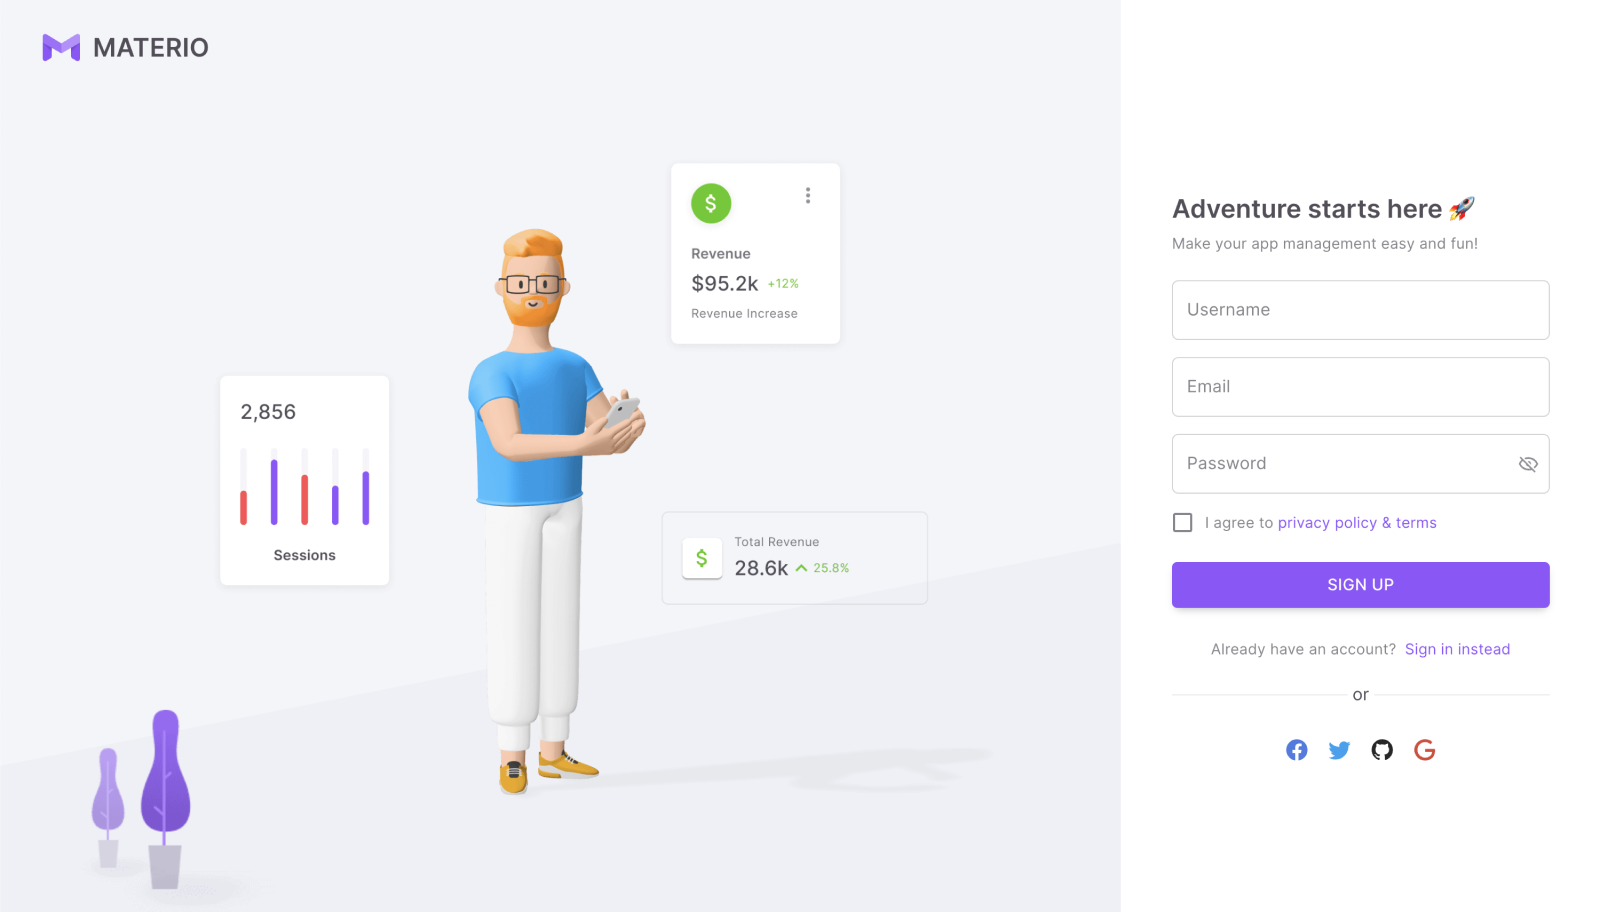 MATERIO
$
Revenue
$95.2k +12%
Revenue Increase
2,856
Sessions
$
Total Revenue
28.6k 25.8%
Adventure starts here 🚀
Make your app management easy and fun!
Username
Email
Password
I agree to privacy policy & terms
SIGN UP
Already have an account? Sign in instead
or